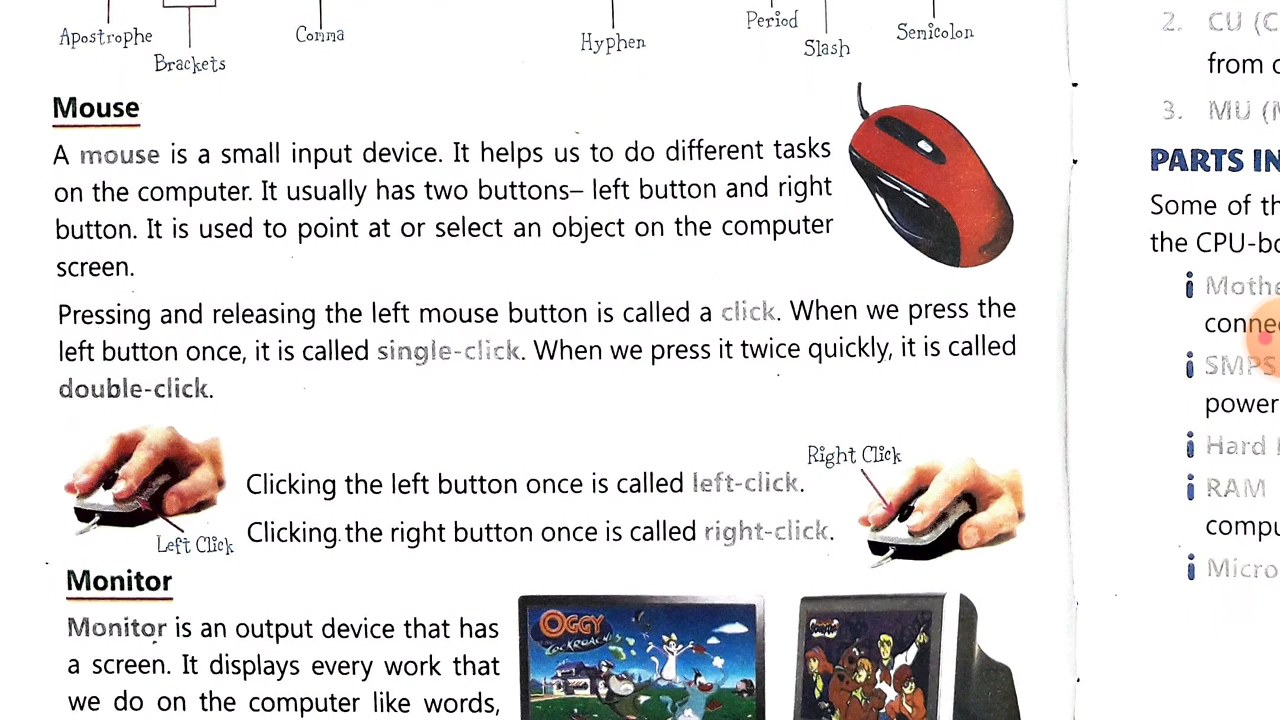 Apostrophe
Brackets
Comma
Hyphen
Period
Slash
Semicolon
Mouse
A mouse is a small input device. It helps us to do different tasks
on the computer. It usually has two buttons– left button and right
button. It is used to point at or select an object on the computer
screen.
Pressing and releasing the left mouse button is called a click. When we press the
left button once, it is called single-click. When we press it twice quickly, it is called
double-click.
Right Click
Clicking the left button once is called left-click.
Clicking the right button once is called right-click.
Left Click
Monitor
Monitor is an output device that has
a screen. It displays every work that
we do on the computer like words,
OGGY
COCKROACHES
2. CU (C
from
3. MU (M
PARTS IN
Some of th
the CPU-bo
Mothe
connec
SMPS
power
Hard
RAM
compu
Micro